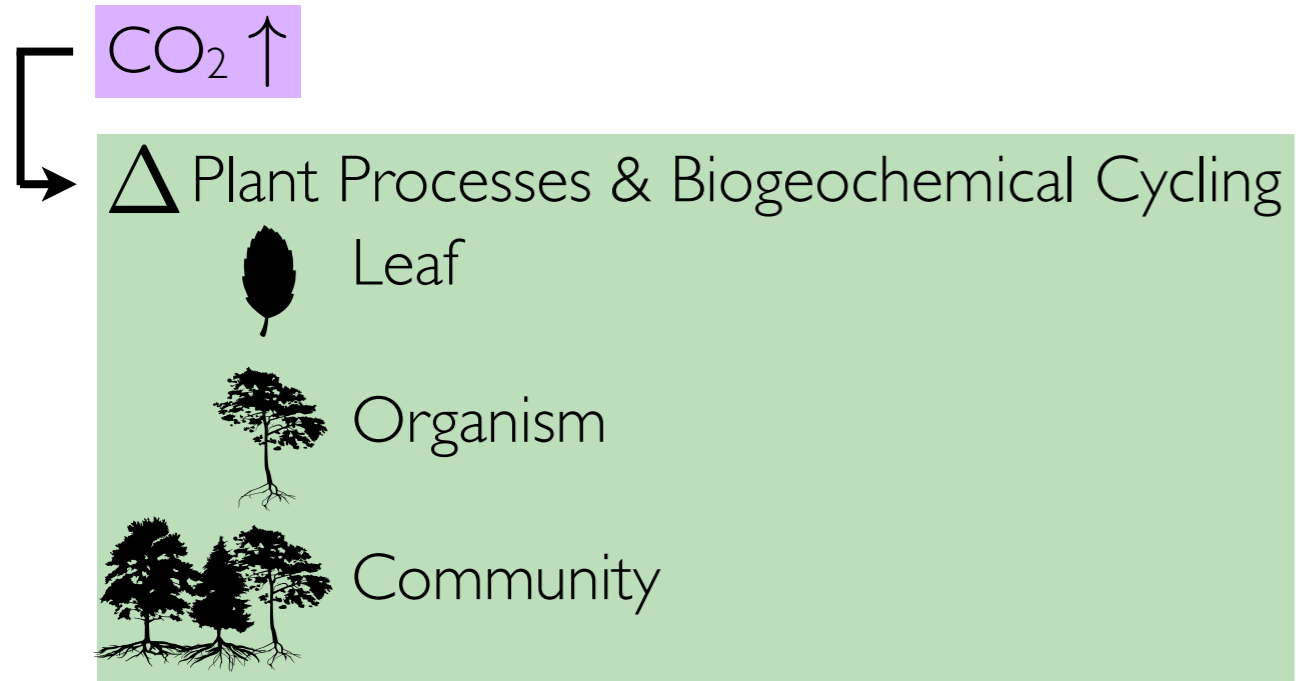 CO₂ ↑
Δ Plant Processes & Biogeochemical Cycling
Leaf
Organism
Community